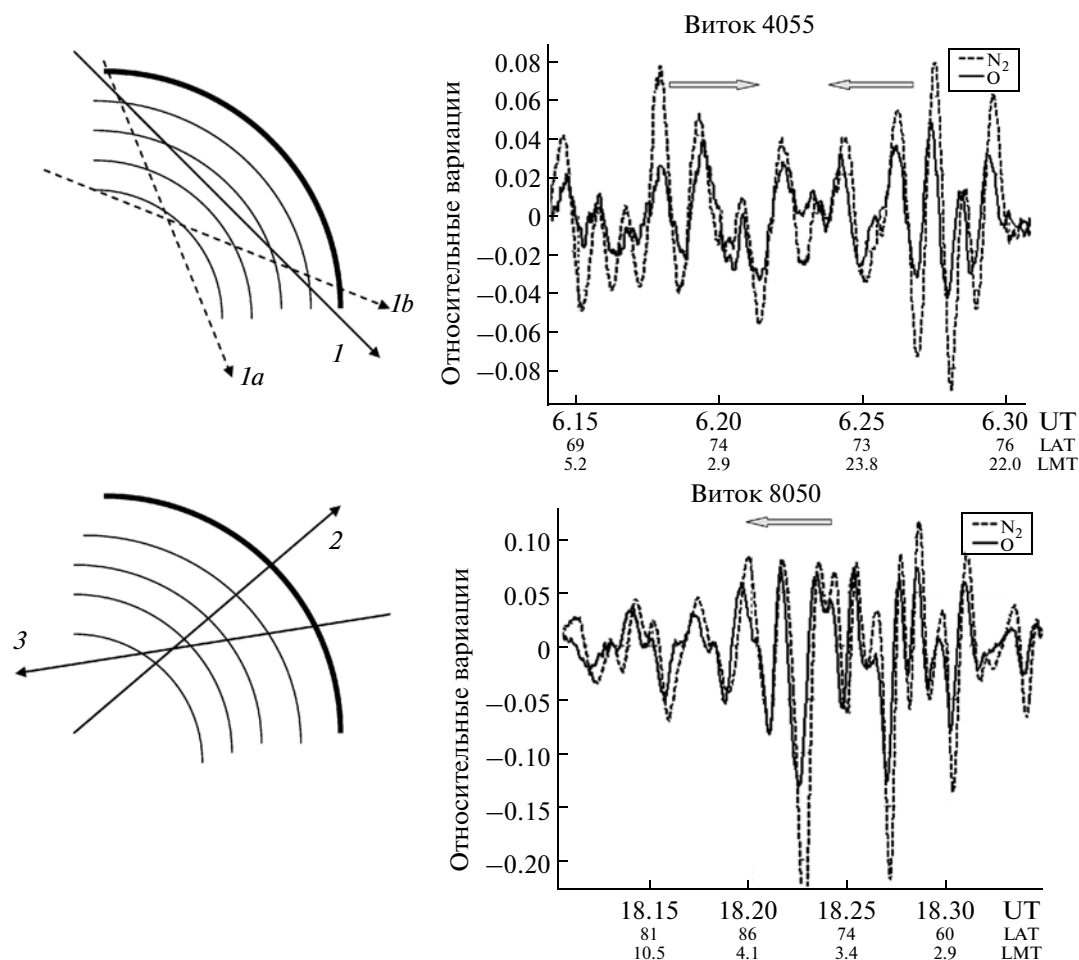 Виток 4055
0.08
0.06
0.04
0.02
0
−0.02
−0.04
−0.06
−0.08
Относительные вариации
N2
O
6.15 6.20 6.25 6.30 UT
69 74 73 76 LAT
5.2 2.9 23.8 22.0 LMT
1b
1
1a
Виток 8050
0.10
0.05
0
−0.05
−0.10
−0.15
−0.20
Относительные вариации
N2
O
18.15 18.20 18.25 18.30 UT
81 86 74 60 LAT
10.5 4.1 3.4 2.9 LMT
2
3